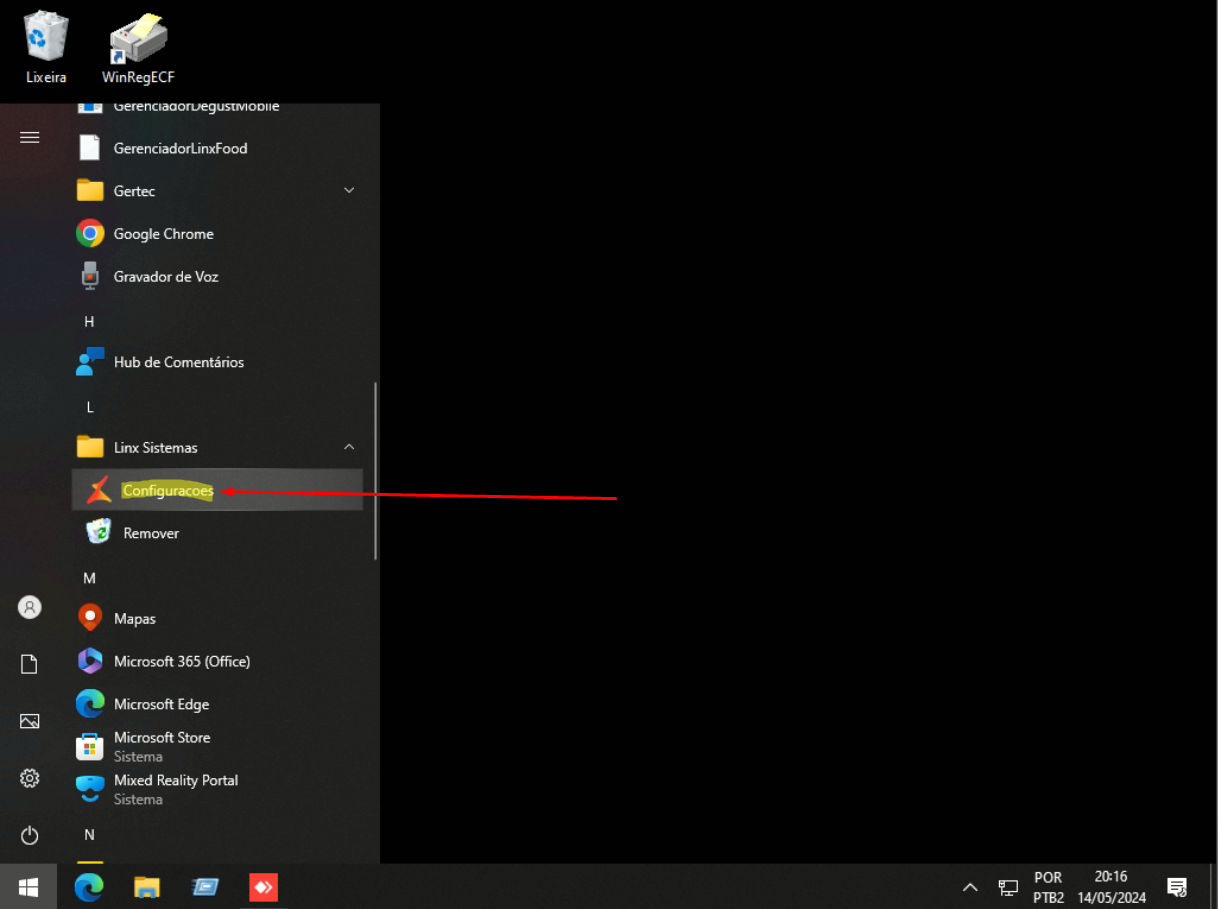 Lixeira
WinRegECF
GerenciadorDegustMobile
GerenciadorLinxFood
Gertec
Google Chrome
Gravador de Voz
H
Hub de Comentários
L
Linx Sistemas
Configuracoes
Remover
M
Mapas
Microsoft 365 (Office)
Microsoft Edge
Microsoft Store
Sistema
Mixed Reality Portal
Sistema
N
POR
PTB2
20:16
14/05/2024